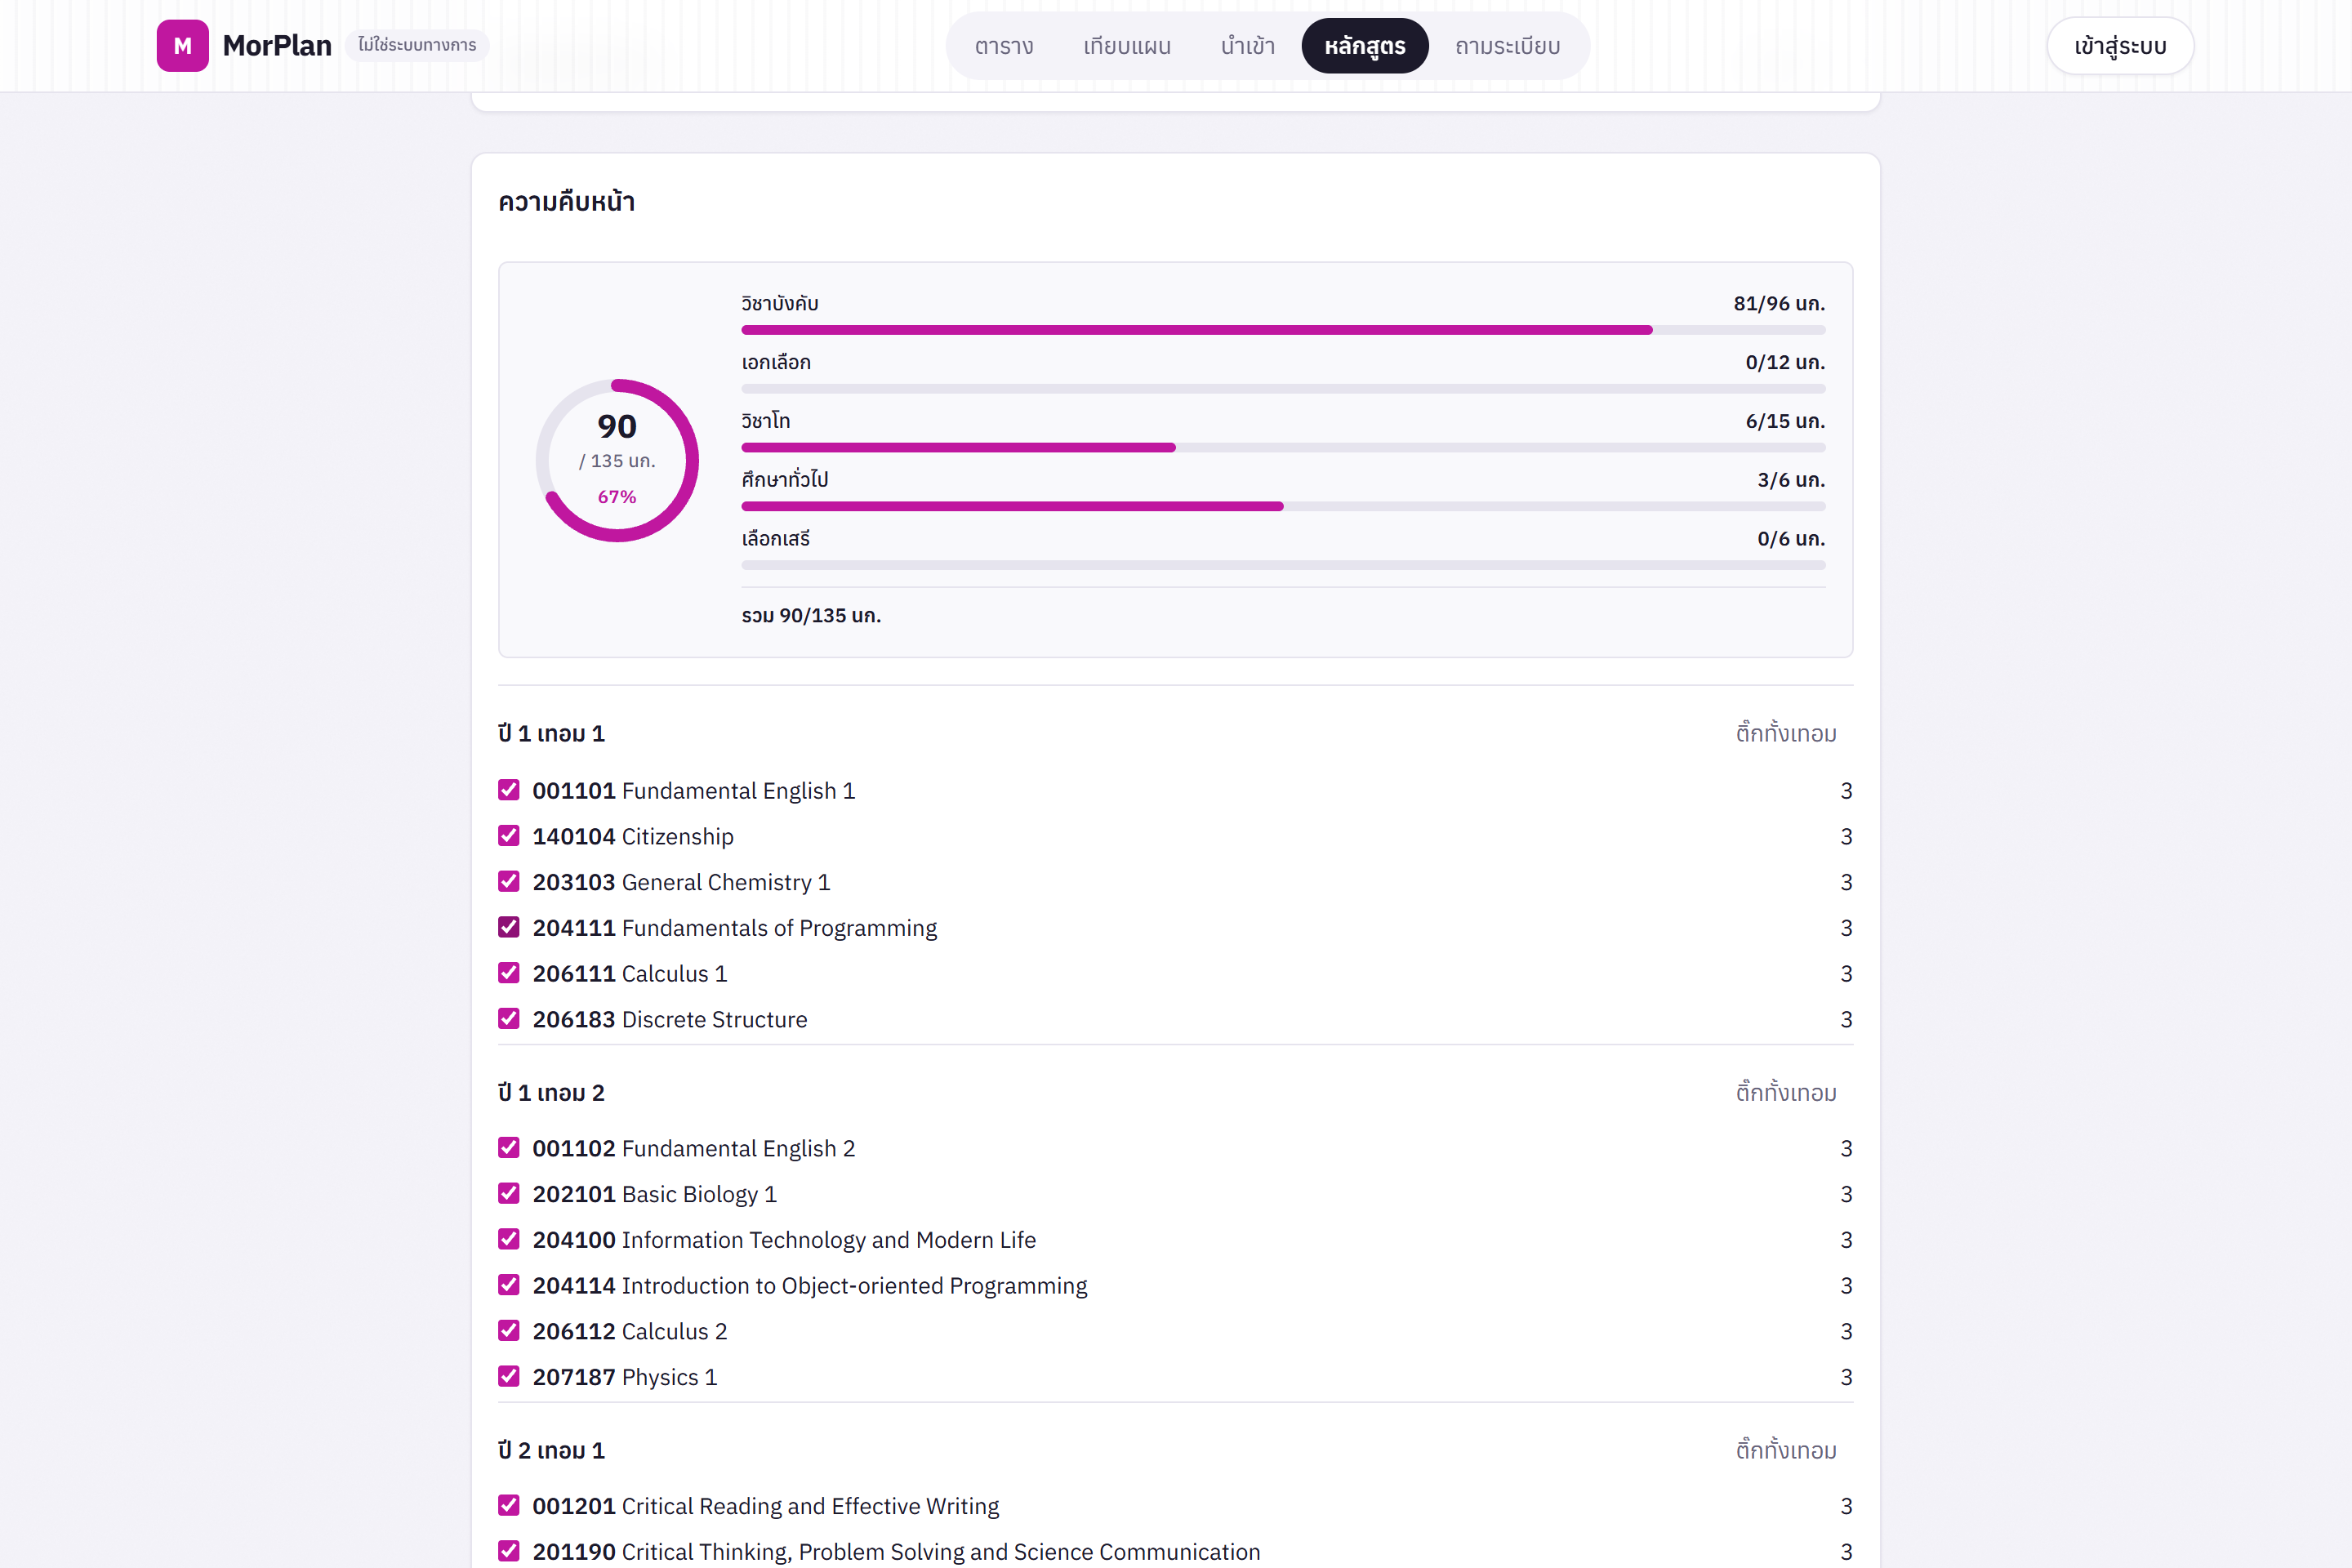 M MorPlan ไม่ใช่ระบบทางการ ตาราง เทียบแผน นำเข้า หลักสูตร ถามระเบียบ เข้าสู่ระบบ
ความคืบหน้า
90
/ 135 นก.
67%
วิชาบังคับ 81/96 นก.
เอกเลือก 0/12 นก.
วิชาโท 6/15 นก.
ศึกษาทั่วไป 3/6 นก.
เลือกเสรี 0/6 นก.
รวม 90/135 นก.
ปี 1 เทอม 1 ติ๊กทั้งเทอม
001101 Fundamental English 1 3
140104 Citizenship 3
203103 General Chemistry 1 3
204111 Fundamentals of Programming 3
206111 Calculus 1 3
206183 Discrete Structure 3
ปี 1 เทอม 2 ติ๊กทั้งเทอม
001102 Fundamental English 2 3
202101 Basic Biology 1 3
204100 Information Technology and Modern Life 3
204114 Introduction to Object-oriented Programming 3
206112 Calculus 2 3
207187 Physics 1 3
ปี 2 เทอม 1 ติ๊กทั้งเทอม
001201 Critical Reading and Effective Writing 3
201190 Critical Thinking, Problem Solving and Science Communication 3